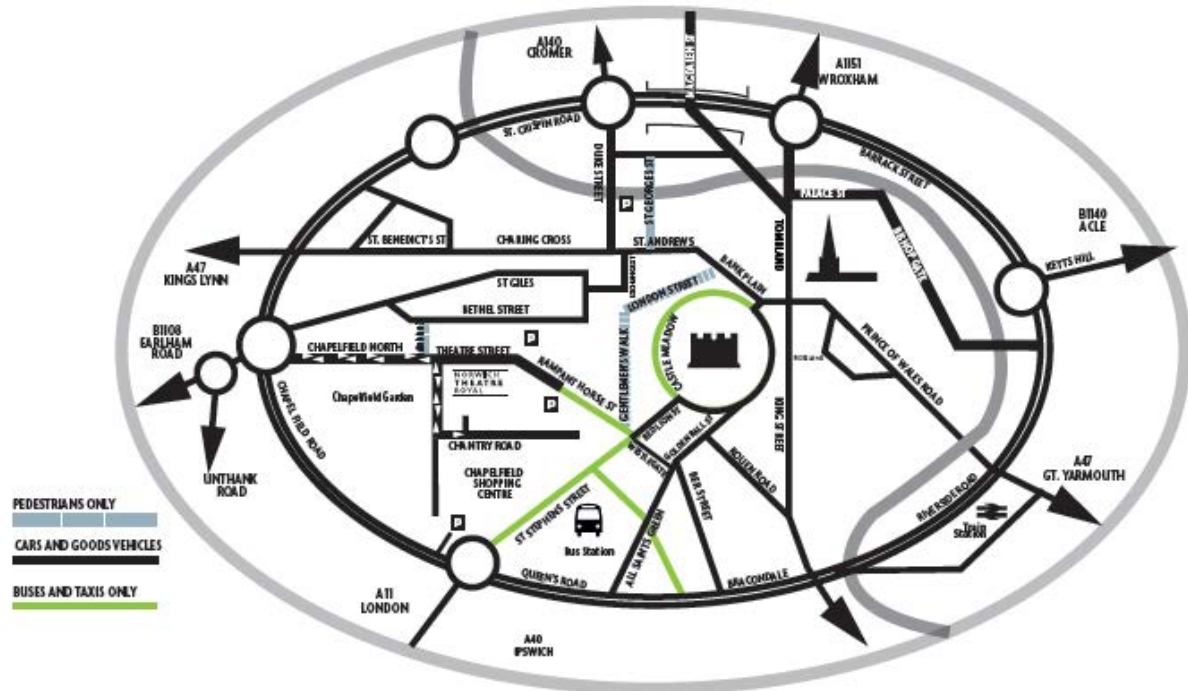 A140
CROMER
MAGDALEN ST
A1151
WROXHAM
ST. CRISPIN ROAD
DUKE STREET
ST GEORGES ST
BARRACK STREET
PALACE ST
P
ST. BENEDICT'S ST
CHARING CROSS
ST. ANDREWS
TOMBLAND
B1140
ACLE
KETTS HILL
A47
KINGS LYNN
BANK PLAIN
ST GILES
BETHEL STREET
LONDON STREET
B1108
EARLHAM
ROAD
CHAPELFIELD NORTH
THEATRE STREET
P
RAMPANT HORSE ST
GENTLEMEN'S WALK
CASTLE MEADOW
PRINCE OF WALES ROAD
NORWICH
THEATRE
ROYAL
Chapelfield Garden
P
CHAPEL FIELD ROAD
CHANTRY ROAD
RED LION ST
GOLDEN BALL ST
KING STREET
ROUEN ROAD
UNTHANK
ROAD
CHAPELFIELD
SHOPPING
CENTRE
BER STREET
A47
GT. YARMOUTH
RIVERSIDE ROAD
Train
Station
ST STEPHENS STREET
P
Bus Station
ALL SAINTS GREEN
QUEEN'S ROAD
BRACONDALE
A11
LONDON
A40
IPSWICH
PEDESTRIANS ONLY
CARS AND GOODS VEHICLES
BUSES AND TAXIS ONLY